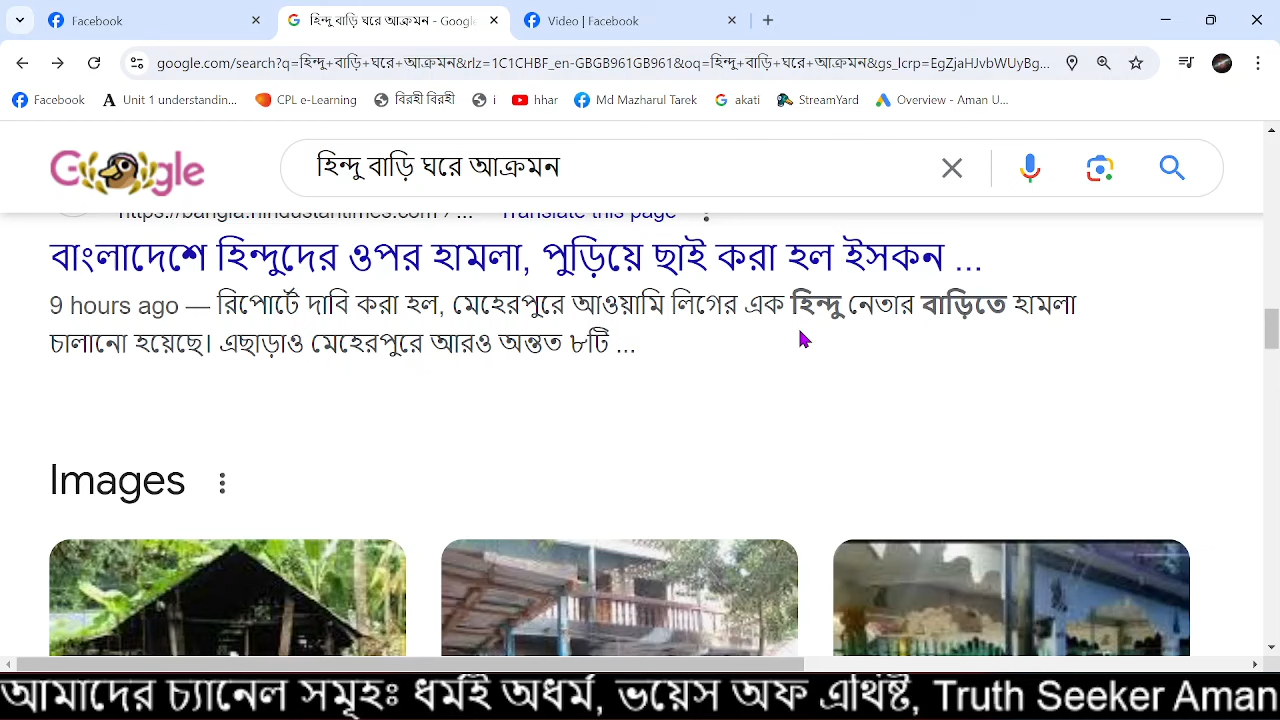 Facebook
হিন্দু বাড়ি ঘরে আক্রমন - Google
Video | Facebook
google.com/search?q=হিন্দু+বাড়ি+ঘরে+আক্রমন&rlz=1C1CHBF_en-GBGB961GB961&oq=হিন্দু+বাড়ি+ঘরে+আক্রমন&gs_lcrp=EgZjaHJvbWUyBg...
Facebook
Unit 1 understandin...
CPL e-Learning
বিরহী বিরহী
i
hhar
Md Mazharul Tarek
akati
StreamYard
Overview - Aman U...
হিন্দু বাড়ি ঘরে আক্রমন
https://bangla.hindustantimes.com › ... Translate this page
বাংলাদেশে হিন্দুদের ওপর হামলা, পুড়িয়ে ছাই করা হল ইসকন ...
9 hours ago — রিপোর্টে দাবি করা হল, মেহেরপুরে আওয়ামি লিগের এক হিন্দু নেতার বাড়িতে হামলা
চালানো হয়েছে। এছাড়াও মেহেরপুরে আরও অন্তত ৮টি ...
Images
আমাদের চ্যানেল সমূহঃ ধর্মই অধর্ম, ভয়েস অফ এথিষ্ট, Truth Seeker Aman